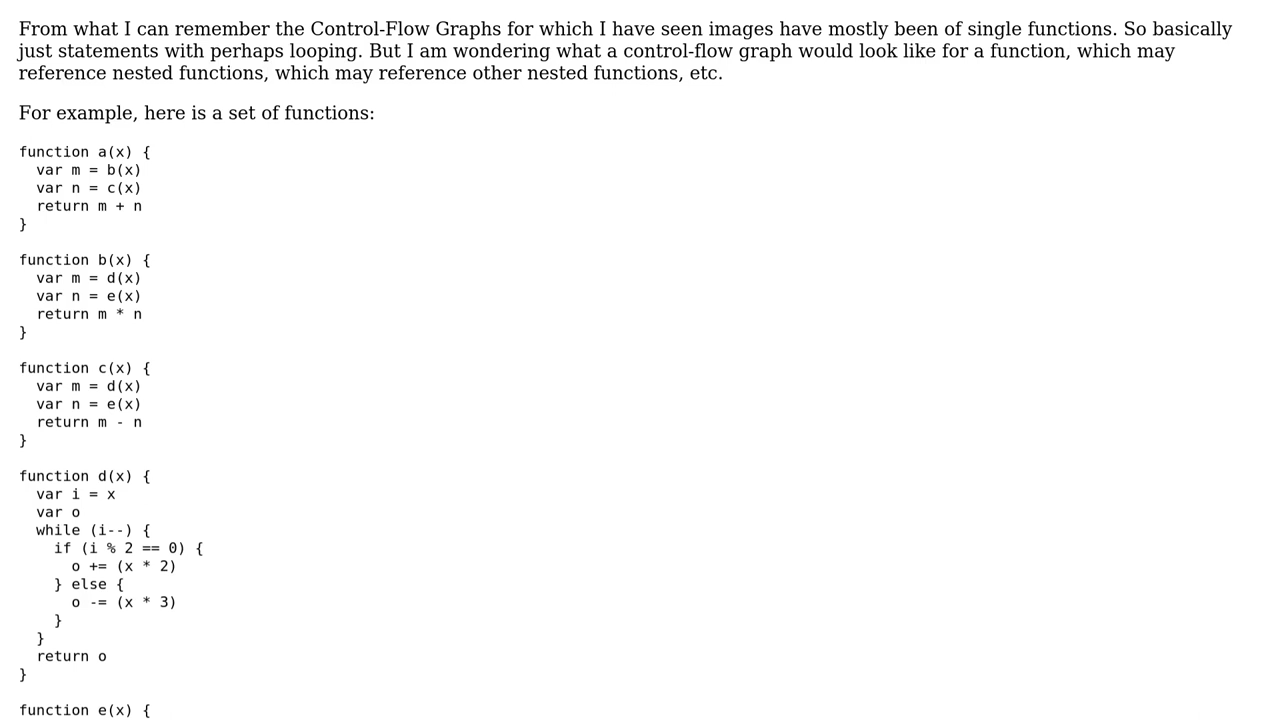 From what I can remember the Control-Flow Graphs for which I have seen images have mostly been of single functions. So basically
just statements with perhaps looping. But I am wondering what a control-flow graph would look like for a function, which may
reference nested functions, which may reference other nested functions, etc.
For example, here is a set of functions:
function a(x) {
  var m = b(x)
  var n = c(x)
  return m + n
}
function b(x) {
  var m = d(x)
  var n = e(x)
  return m * n
}
function c(x) {
  var m = d(x)
  var n = e(x)
  return m - n
}
function d(x) {
  var i = x
  var o
  while (i--) {
    if (i % 2 == 0) {
      o += (x * 2)
    } else {
      o -= (x * 3)
    }
  }
  return o
}
function e(x) {